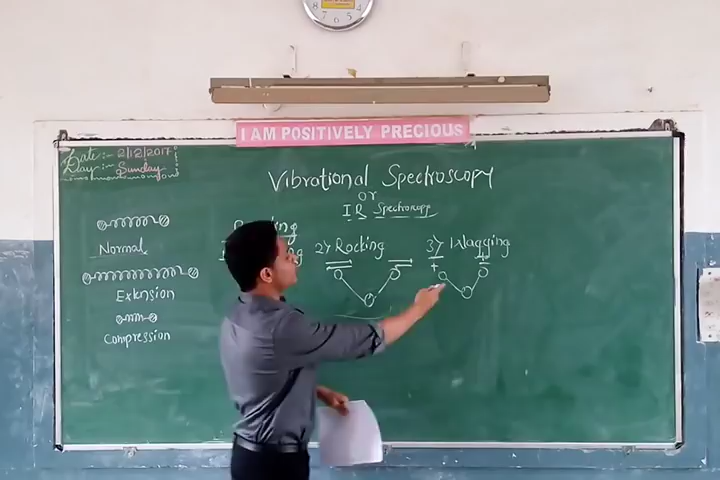 I AM POSITIVELY PRECIOUS
Date:- 2/12/2017
Day:- Sunday
Vibrational Spectroscopy
or
IR Spectroscopy
Normal
Extension
Compression
2) Rocking
3) Wagging
+ +